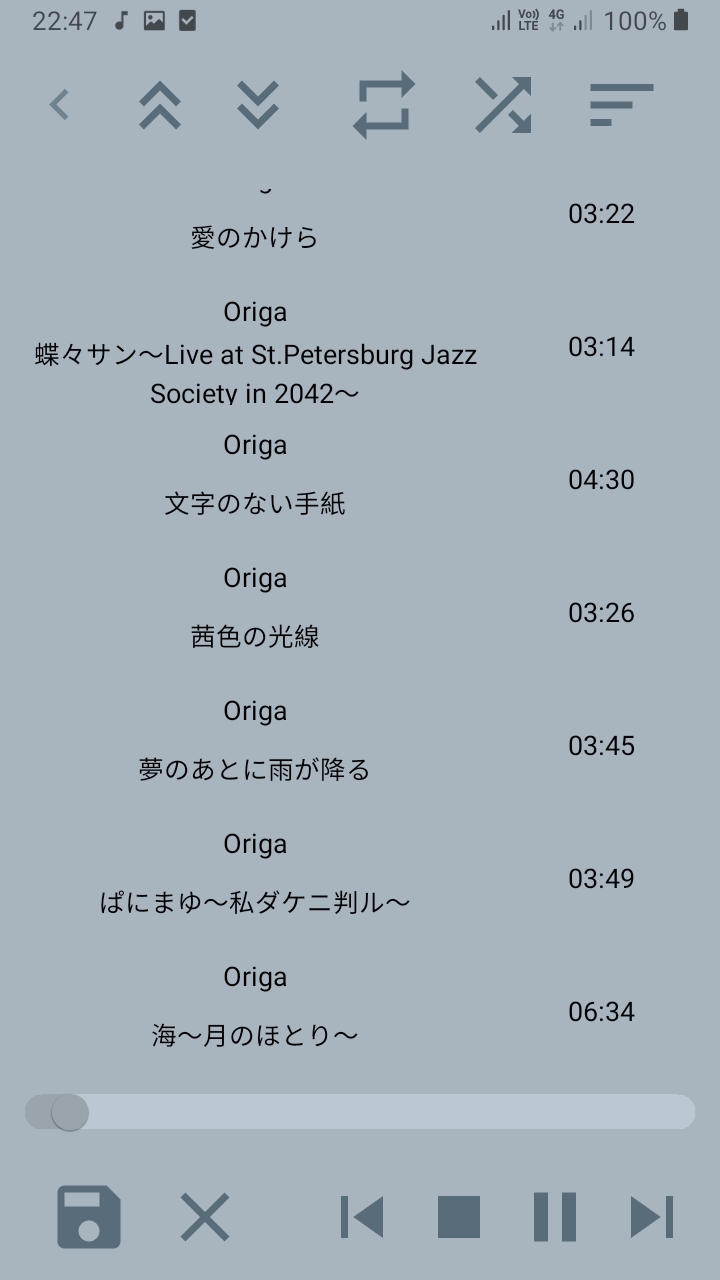 22:47
Vo))
LTE
4G
100%
愛のかけら
03:22
Origa
蝶々サン〜Live at St.Petersburg Jazz
Society in 2042〜
03:14
Origa
文字のない手紙
04:30
Origa
茜色の光線
03:26
Origa
夢のあとに雨が降る
03:45
Origa
ぱにまゆ〜私ダケニ判ル〜
03:49
Origa
海〜月のほとり〜
06:34